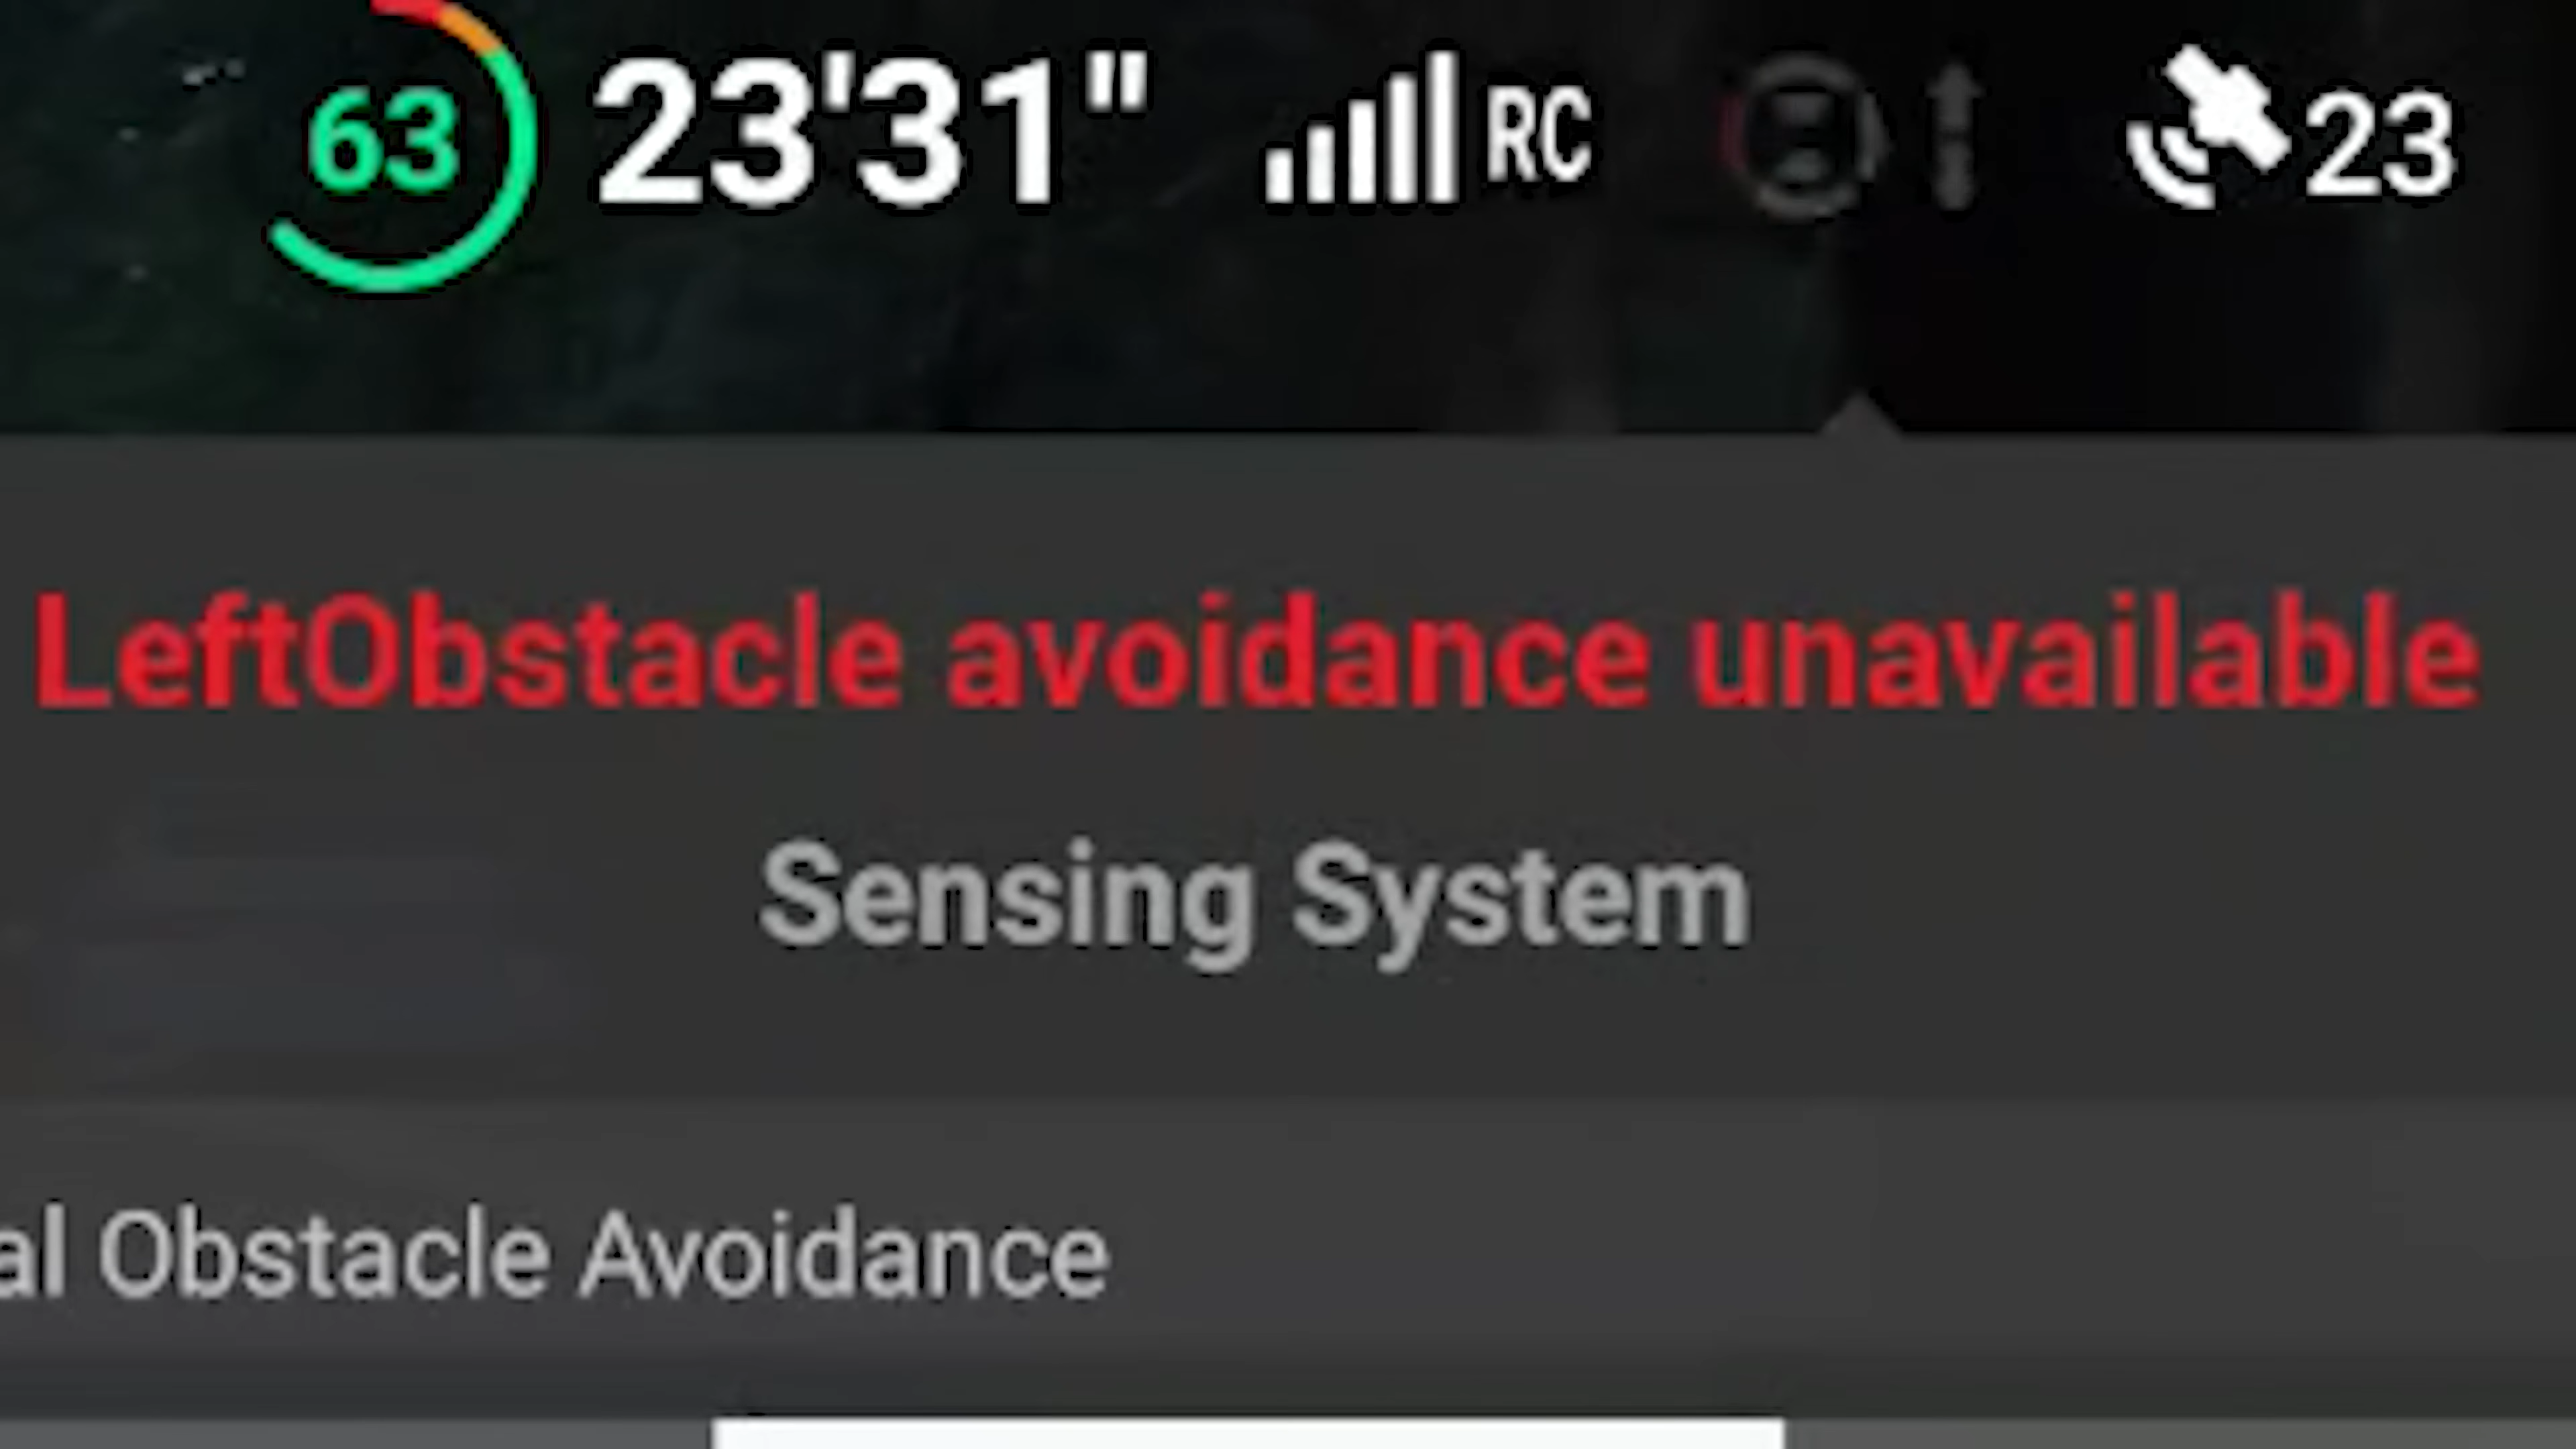 63 23'31" RC 23
LeftObstacle avoidance unavailable
Sensing System
al Obstacle Avoidance